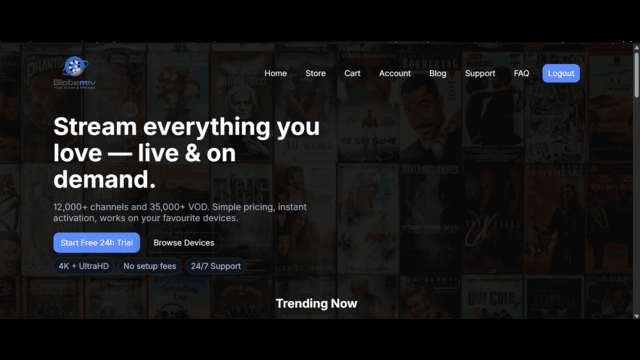 Globemtv
Home
Store
Cart
Account
Blog
Support
FAQ
Logout
Stream everything you
love — live & on
demand.
12,000+ channels and 35,000+ VOD. Simple pricing, instant
activation, works on your favourite devices.
Start Free 24h Trial
Browse Devices
4K + UltraHD
No setup fees
24/7 Support
Trending Now